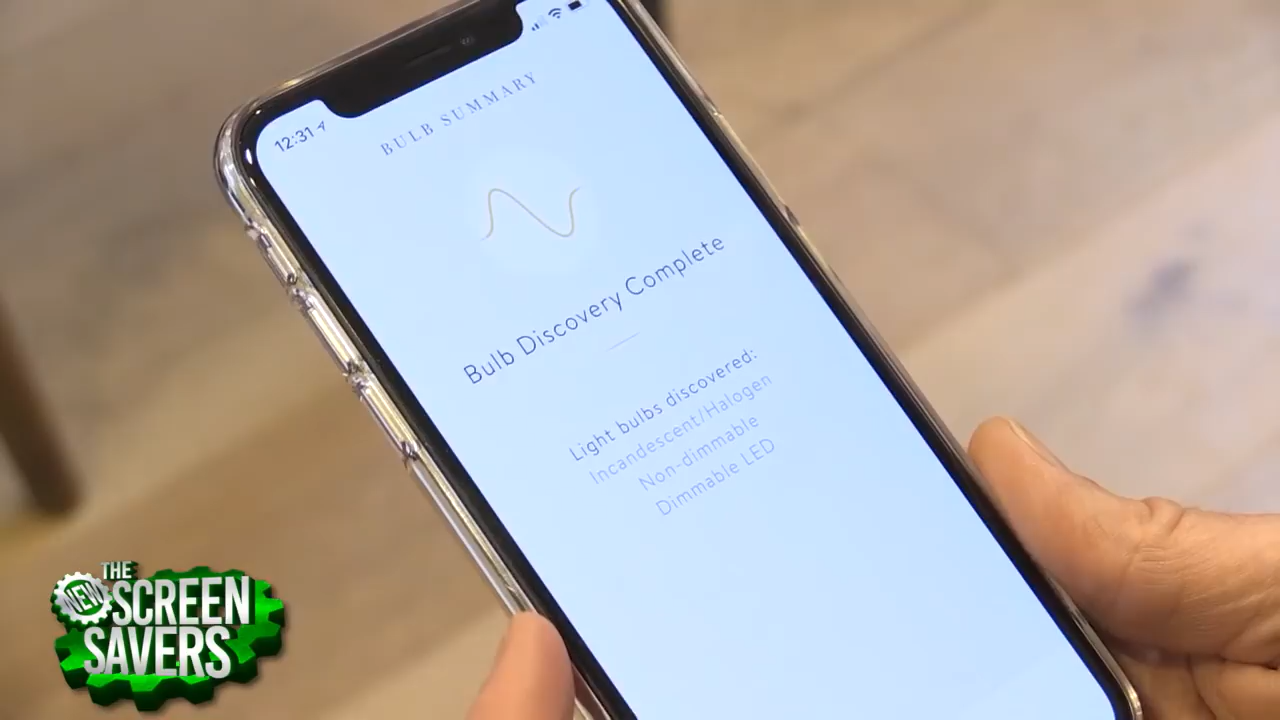 12:31
BULB SUMMARY
Bulb Discovery Complete
Light bulbs discovered:
Incandescent/Halogen
Non-dimmable
Dimmable LED
THE
NEW
SCREEN
SAVERS